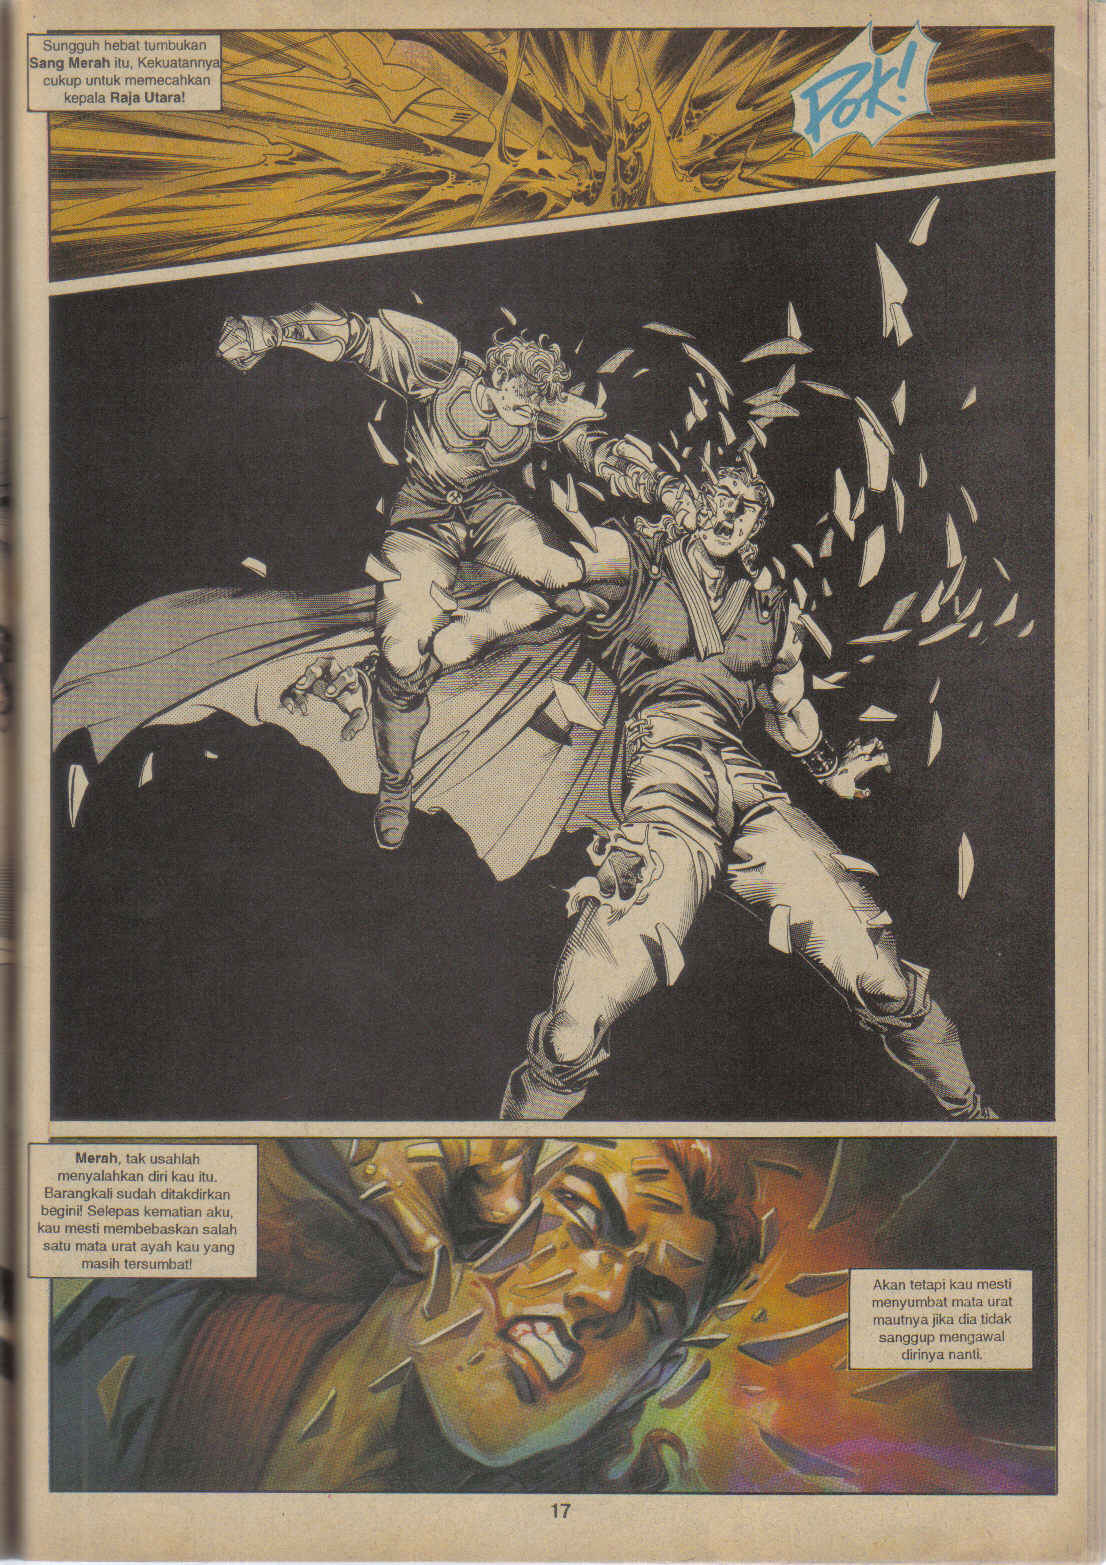 Sungguh hebat tumbukan
Sang Merah itu, Kekuatannya
cukup untuk memecahkan
kepala Raja Utara!
Pok!
Merah, tak usahlah
menyalahkan diri kau itu.
Barangkali sudah ditakdirkan
begini! Selepas kematian aku,
kau mesti membebaskan salah
satu mata urat ayah kau yang
masih tersumbat!
Akan tetapi kau mesti
menyumbat mata urat
mautnya jika dia tidak
sanggup mengawal
dirinya nanti.
17